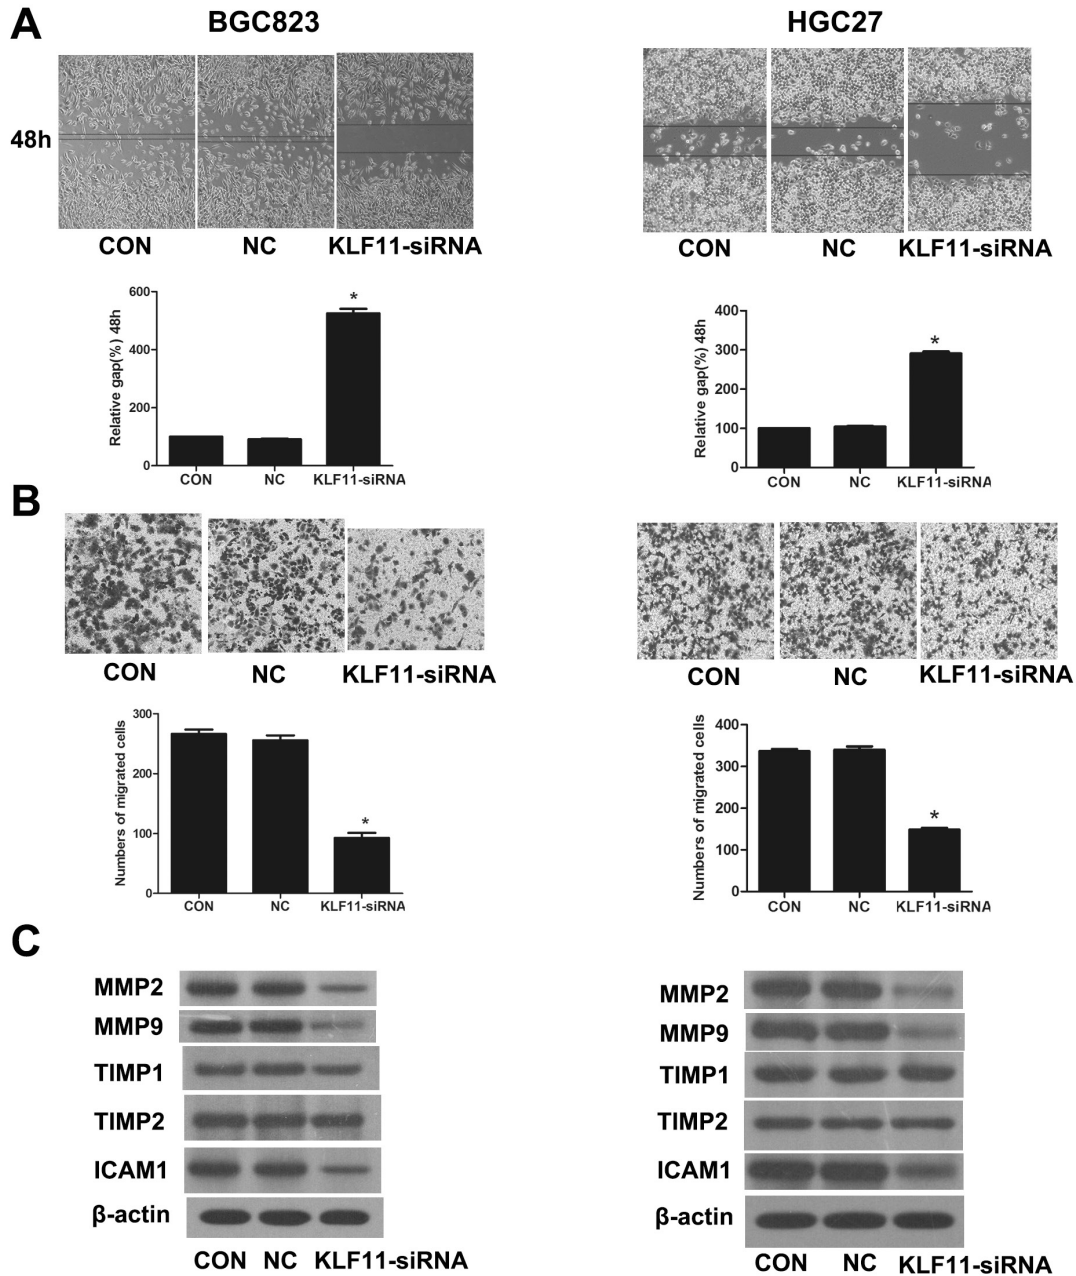 A
BGC823
HGC27
48h
CON NC KLF11-siRNA
CON NC KLF11-siRNA
Relative gap(%) 48h
600
400
200
0
*
CON NC KLF11-siRNA
Relative gap(%) 48h
400
300
200
100
0
*
CON NC KLF11-siRNA
B
CON NC KLF11-siRNA
CON NC KLF11-siRNA
Numbers of migrated cells
300
200
100
0
*
CON NC KLF11-siRNA
Numbers of migrated cells
400
300
200
100
0
*
CON NC KLF11-siRNA
C
MMP2
MMP9
TIMP1
TIMP2
ICAM1
β-actin
CON NC KLF11-siRNA
MMP2
MMP9
TIMP1
TIMP2
ICAM1
β-actin
CON NC KLF11-siRNA